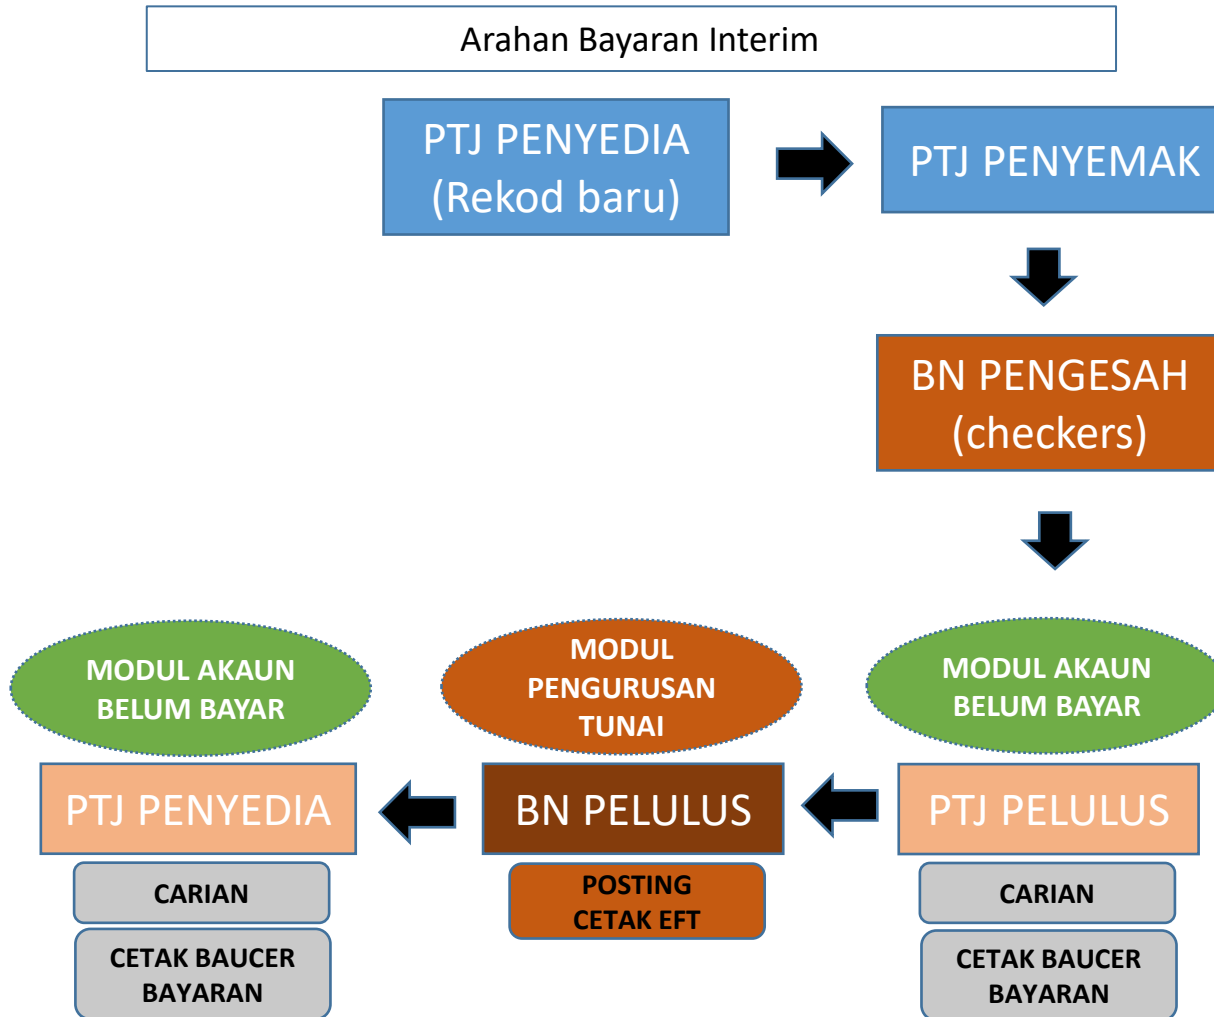 Arahan Bayaran Interim
PTJ PENYEDIA
(Rekod baru)
PTJ PENYEMAK
BN PENGESAH
(checkers)
MODUL AKAUN
BELUM BAYAR
MODUL
PENGURUSAN
TUNAI
MODUL AKAUN
BELUM BAYAR
PTJ PENYEDIA
BN PELULUS
PTJ PELULUS
CARIAN
POSTING
CETAK EFT
CARIAN
CETAK BAUCER
BAYARAN
CETAK BAUCER
BAYARAN